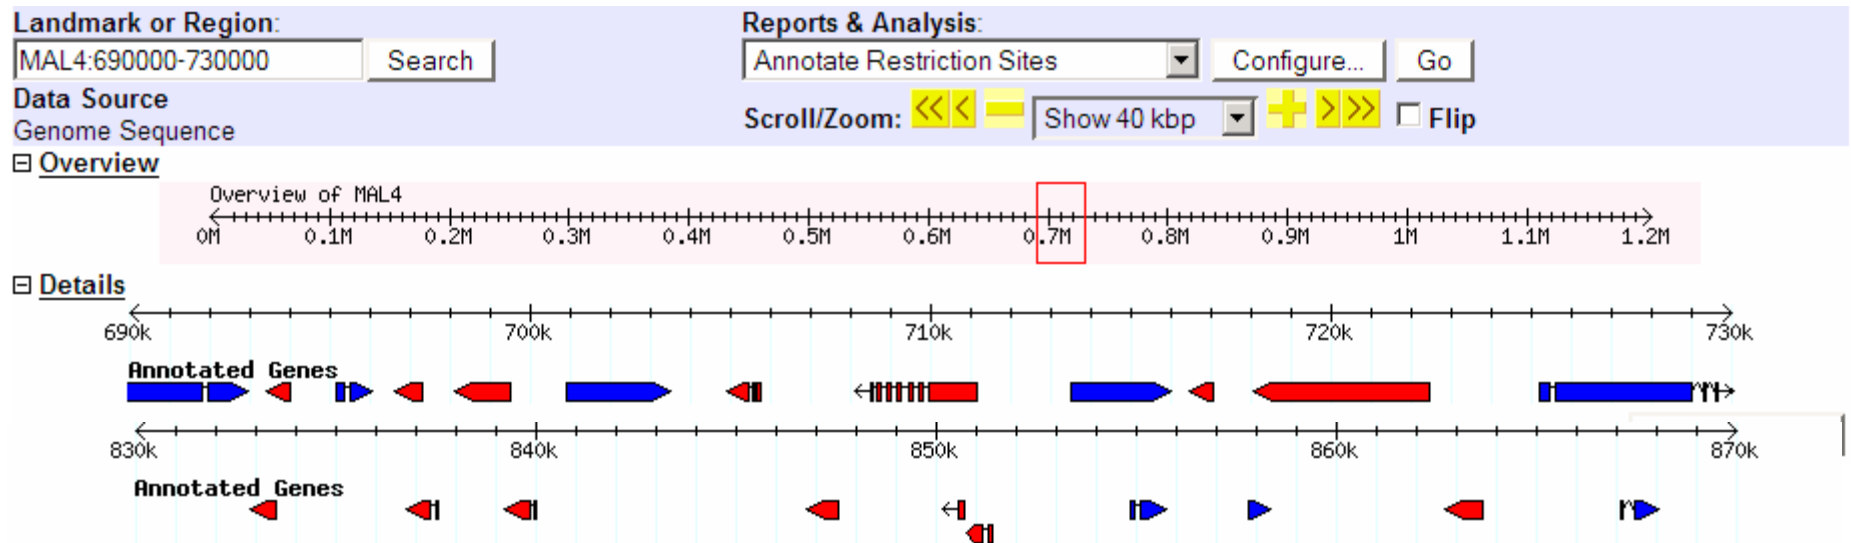 Landmark or Region: Reports & Analysis:
MAL4:690000-730000 Search Annotate Restriction Sites Configure... Go
Data Source
Genome Sequence
Scroll/Zoom: << < Show 40 kbp > >> Flip
Overview
Overview of MAL4
0M 0.1M 0.2M 0.3M 0.4M 0.5M 0.6M 0.7M 0.8M 0.9M 1M 1.1M 1.2M
Details
690k 700k 710k 720k 730k
Annotated Genes
830k 840k 850k 860k 870k
Annotated Genes